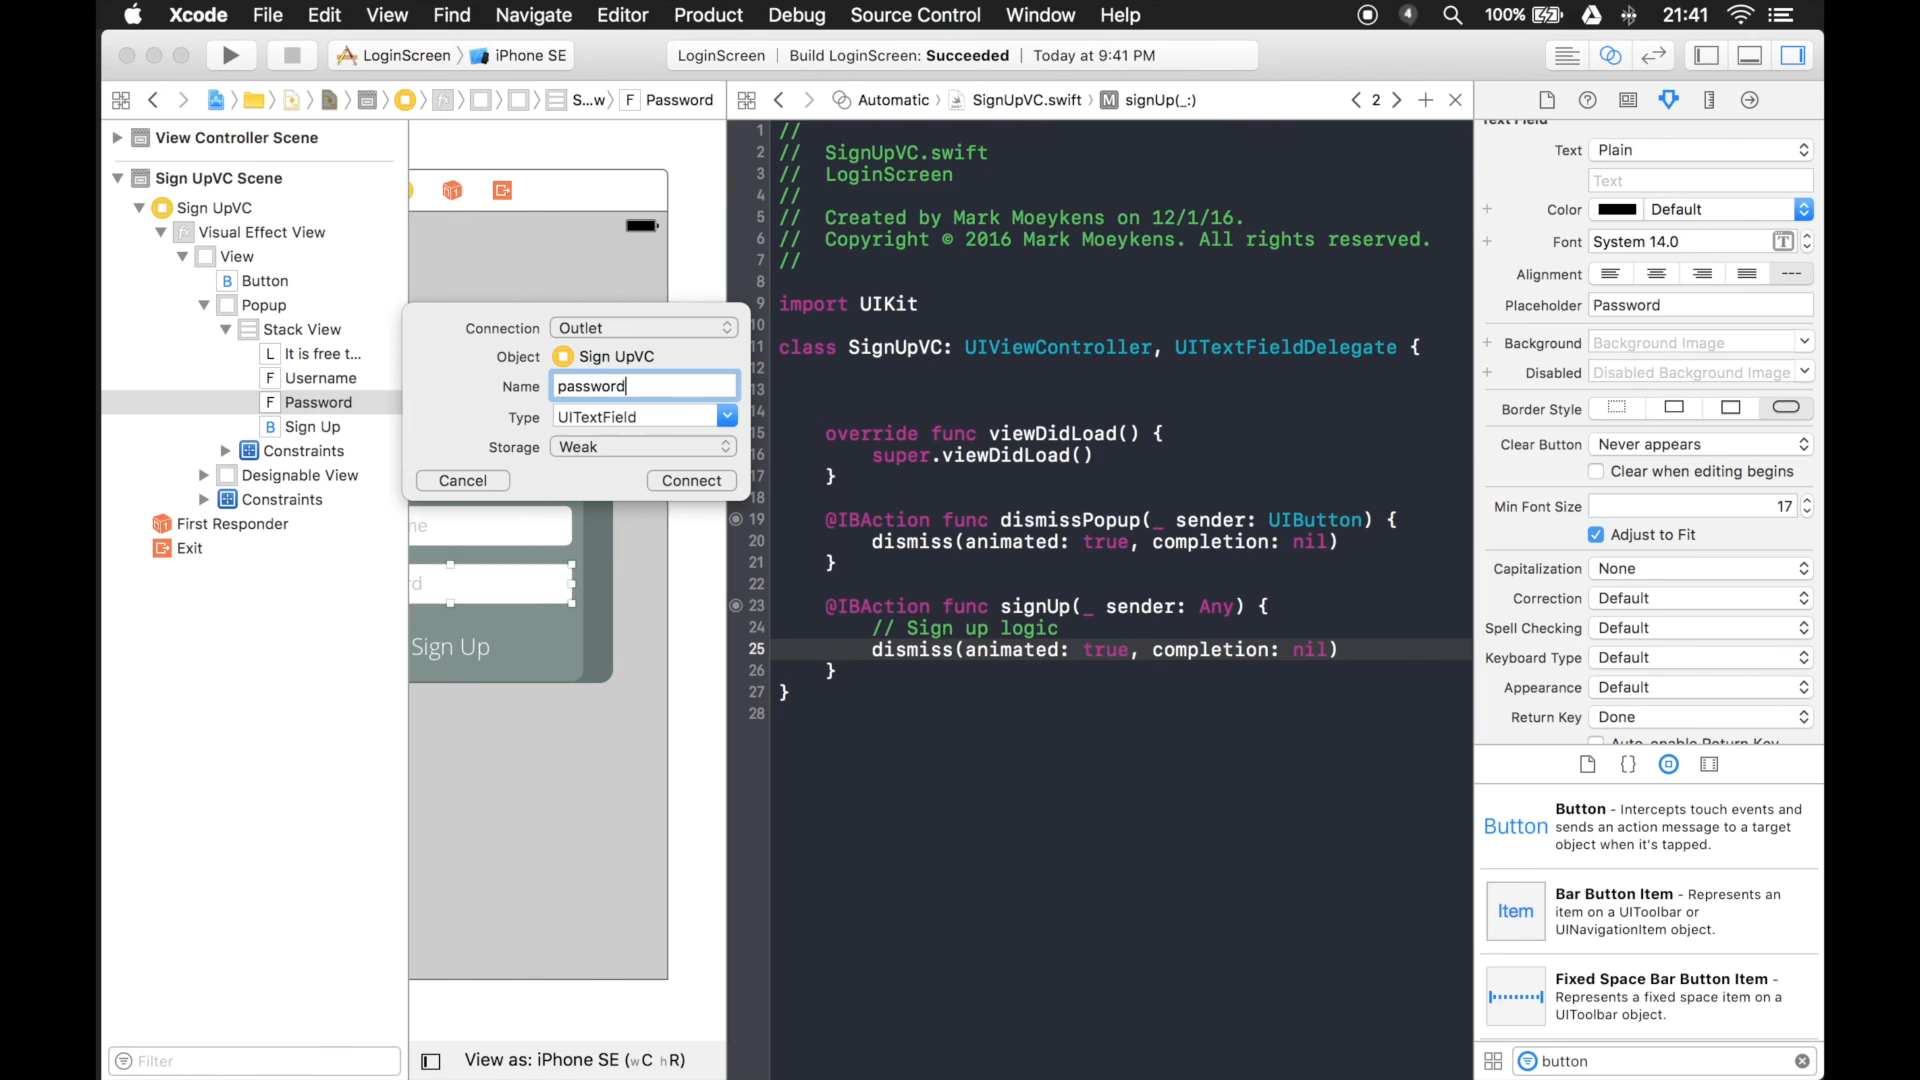 Xcode File Edit View Find Navigate Editor Product Debug Source Control Window Help 4 100% 21:41
LoginScreen iPhone SE LoginScreen Build LoginScreen: Succeeded Today at 9:41 PM
S...w F Password Automatic SignUpVC.swift M signUp(_:) 2
View Controller Scene
Sign UpVC Scene
Sign UpVC
Visual Effect View
View
B Button
Popup
Stack View
L It is free t...
F Username
F Password
B Sign Up
Constraints
Designable View
Constraints
First Responder
Exit
Filter
Connection Outlet
Object Sign UpVC
Name password
Type UITextField
Storage Weak
Cancel Connect
Sign Up
View as: iPhone SE (wC hR)
1 //
2 // SignUpVC.swift
3 // LoginScreen
4 //
5 // Created by Mark Moeykens on 12/1/16.
6 // Copyright © 2016 Mark Moeykens. All rights reserved.
7 //
8
9 import UIKit
10
11 class SignUpVC: UIViewController, UITextFieldDelegate {
12
13
14
15 override func viewDidLoad() {
16 super.viewDidLoad()
17 }
18
19 @IBAction func dismissPopup(_ sender: UIButton) {
20 dismiss(animated: true, completion: nil)
21 }
22
23 @IBAction func signUp(_ sender: Any) {
24 // Sign up logic
25 dismiss(animated: true, completion: nil)
26 }
27 }
28
Text Field
Text Plain
Text
Color Default
Font System 14.0
Alignment
Placeholder Password
Background Background Image
Disabled Disabled Background Image
Border Style
Clear Button Never appears
Clear when editing begins
Min Font Size 17
Adjust to Fit
Capitalization None
Correction Default
Spell Checking Default
Keyboard Type Default
Appearance Default
Return Key Done
Auto-enable Return Key
Button Button - Intercepts touch events and
sends an action message to a target
object when it's tapped.
Item Bar Button Item - Represents an
item on a UIToolbar or
UINavigationItem object.
Fixed Space Bar Button Item -
Represents a fixed space item on a
UIToolbar object.
button